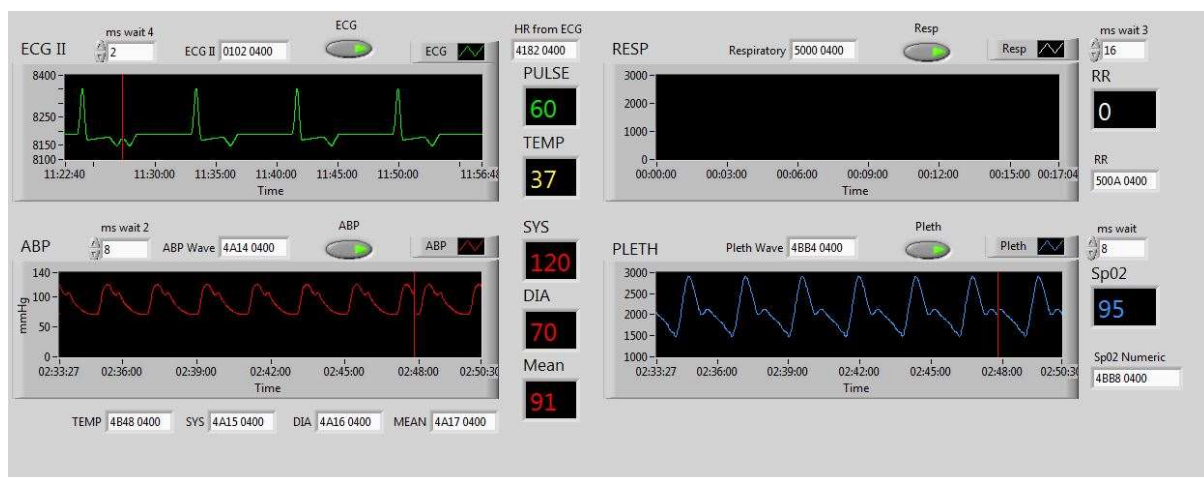 ms wait 4
2
ECG II
ECG II 0102 0400
ECG
ECG
HR from ECG
4182 0400
8400
8250
8150
8100
11:22:40 11:30:00 11:35:00 11:40:00 11:45:00 11:50:00 11:56:48
Time
PULSE
60
TEMP
37
RESP
Respiratory 5000 0400
Resp
Resp
ms wait 3
16
3000
2000
1000
0
00:00:00 00:03:00 00:06:00 00:09:00 00:12:00 00:15:00 00:17:04
Time
RR
0
RR
500A 0400
ms wait 2
8
ABP
ABP Wave 4A14 0400
ABP
ABP
mmHg
140
100
50
0
02:33:27 02:36:00 02:39:00 02:42:00 02:45:00 02:48:00 02:50:30
Time
SYS
120
DIA
70
Mean
91
PLETH
Pleth Wave 4BB4 0400
Pleth
Pleth
ms wait
8
3000
2500
2000
1500
1000
02:33:27 02:36:00 02:39:00 02:42:00 02:45:00 02:48:00 02:50:30
Time
Sp02
95
Sp02 Numeric
4BB8 0400
TEMP 4B48 0400 SYS 4A15 0400 DIA 4A16 0400 MEAN 4A17 0400